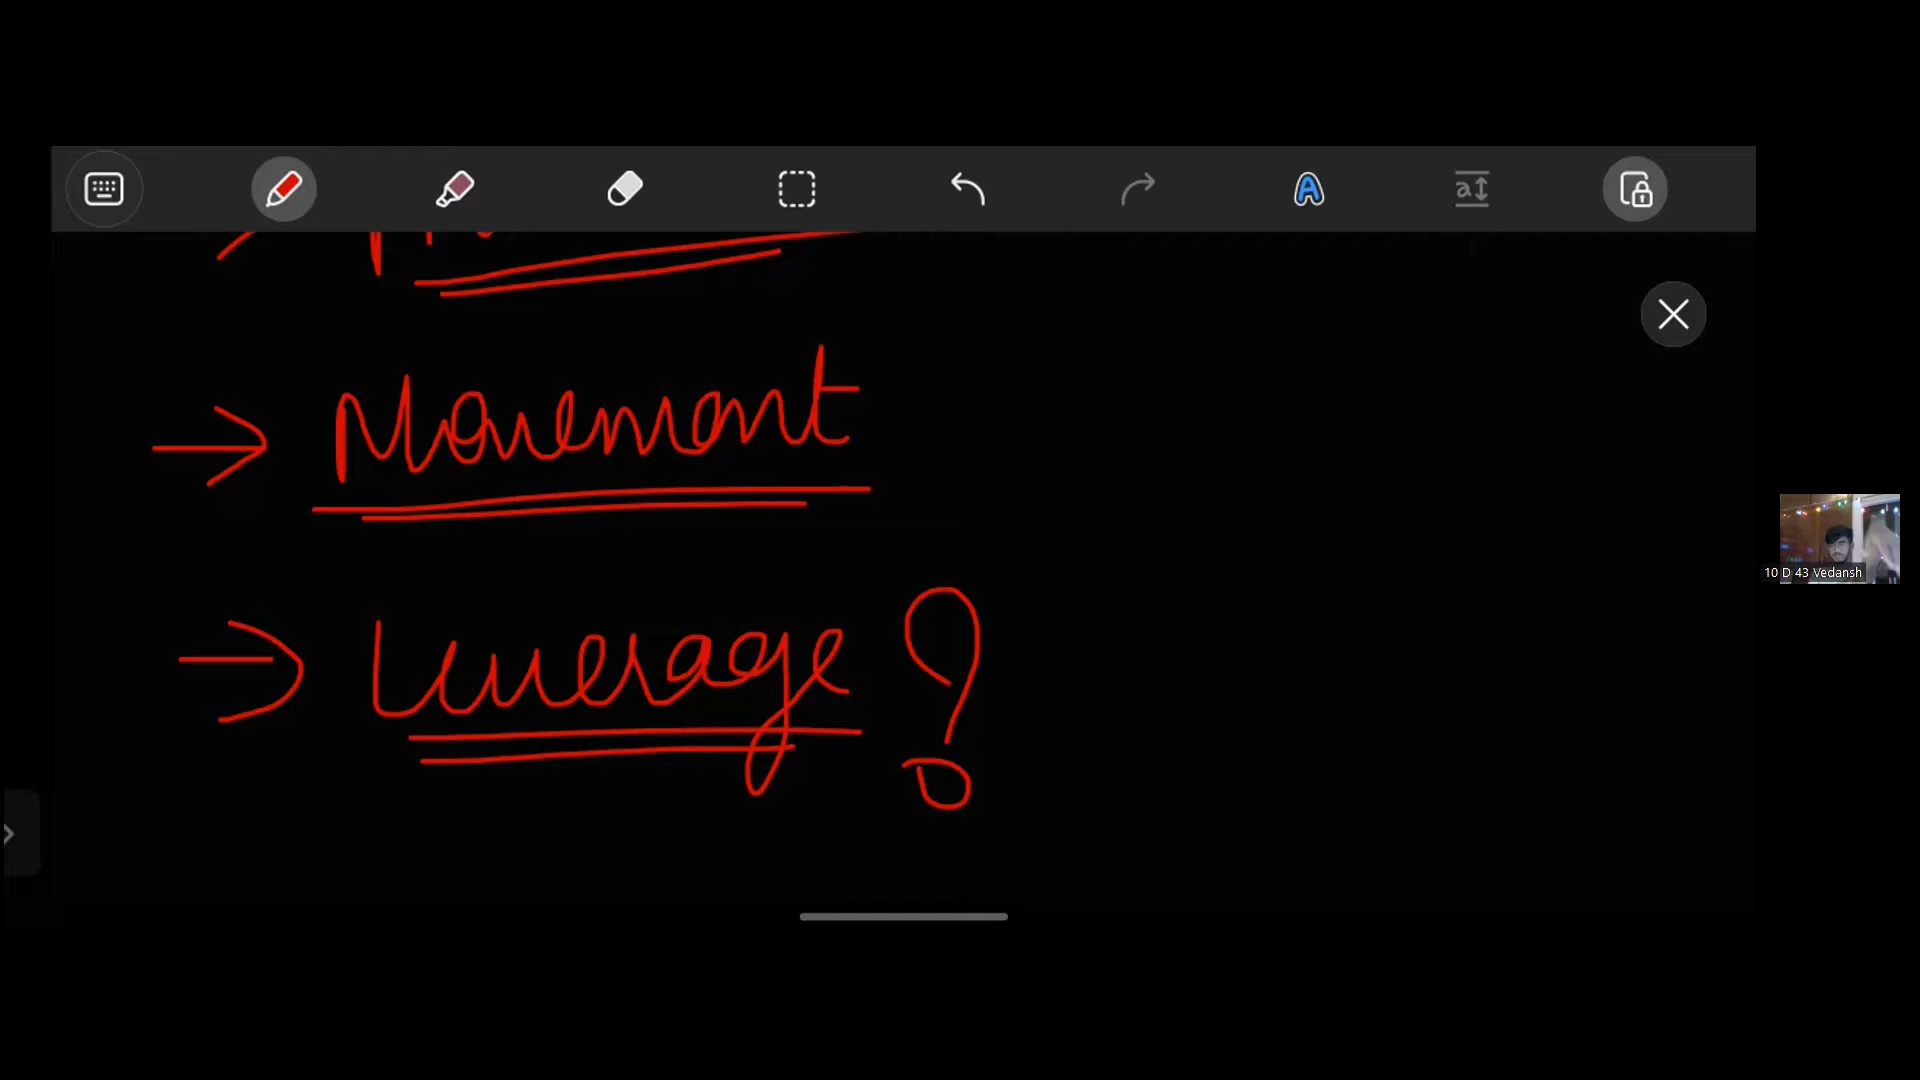 → Movement
→ Leverage ?
10 D 43 Vedansh